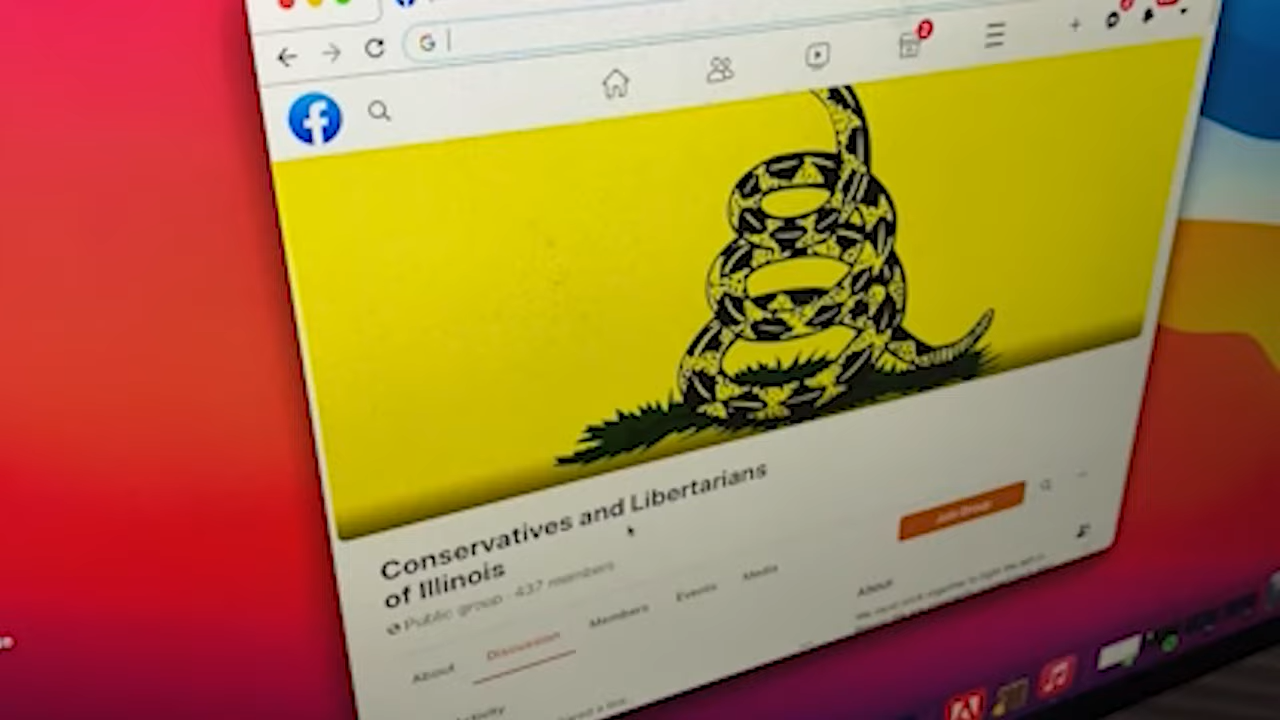 Conservatives and Libertarians
of Illinois
Public group · 437 members
About
Discussion
Members
Events
Media
About